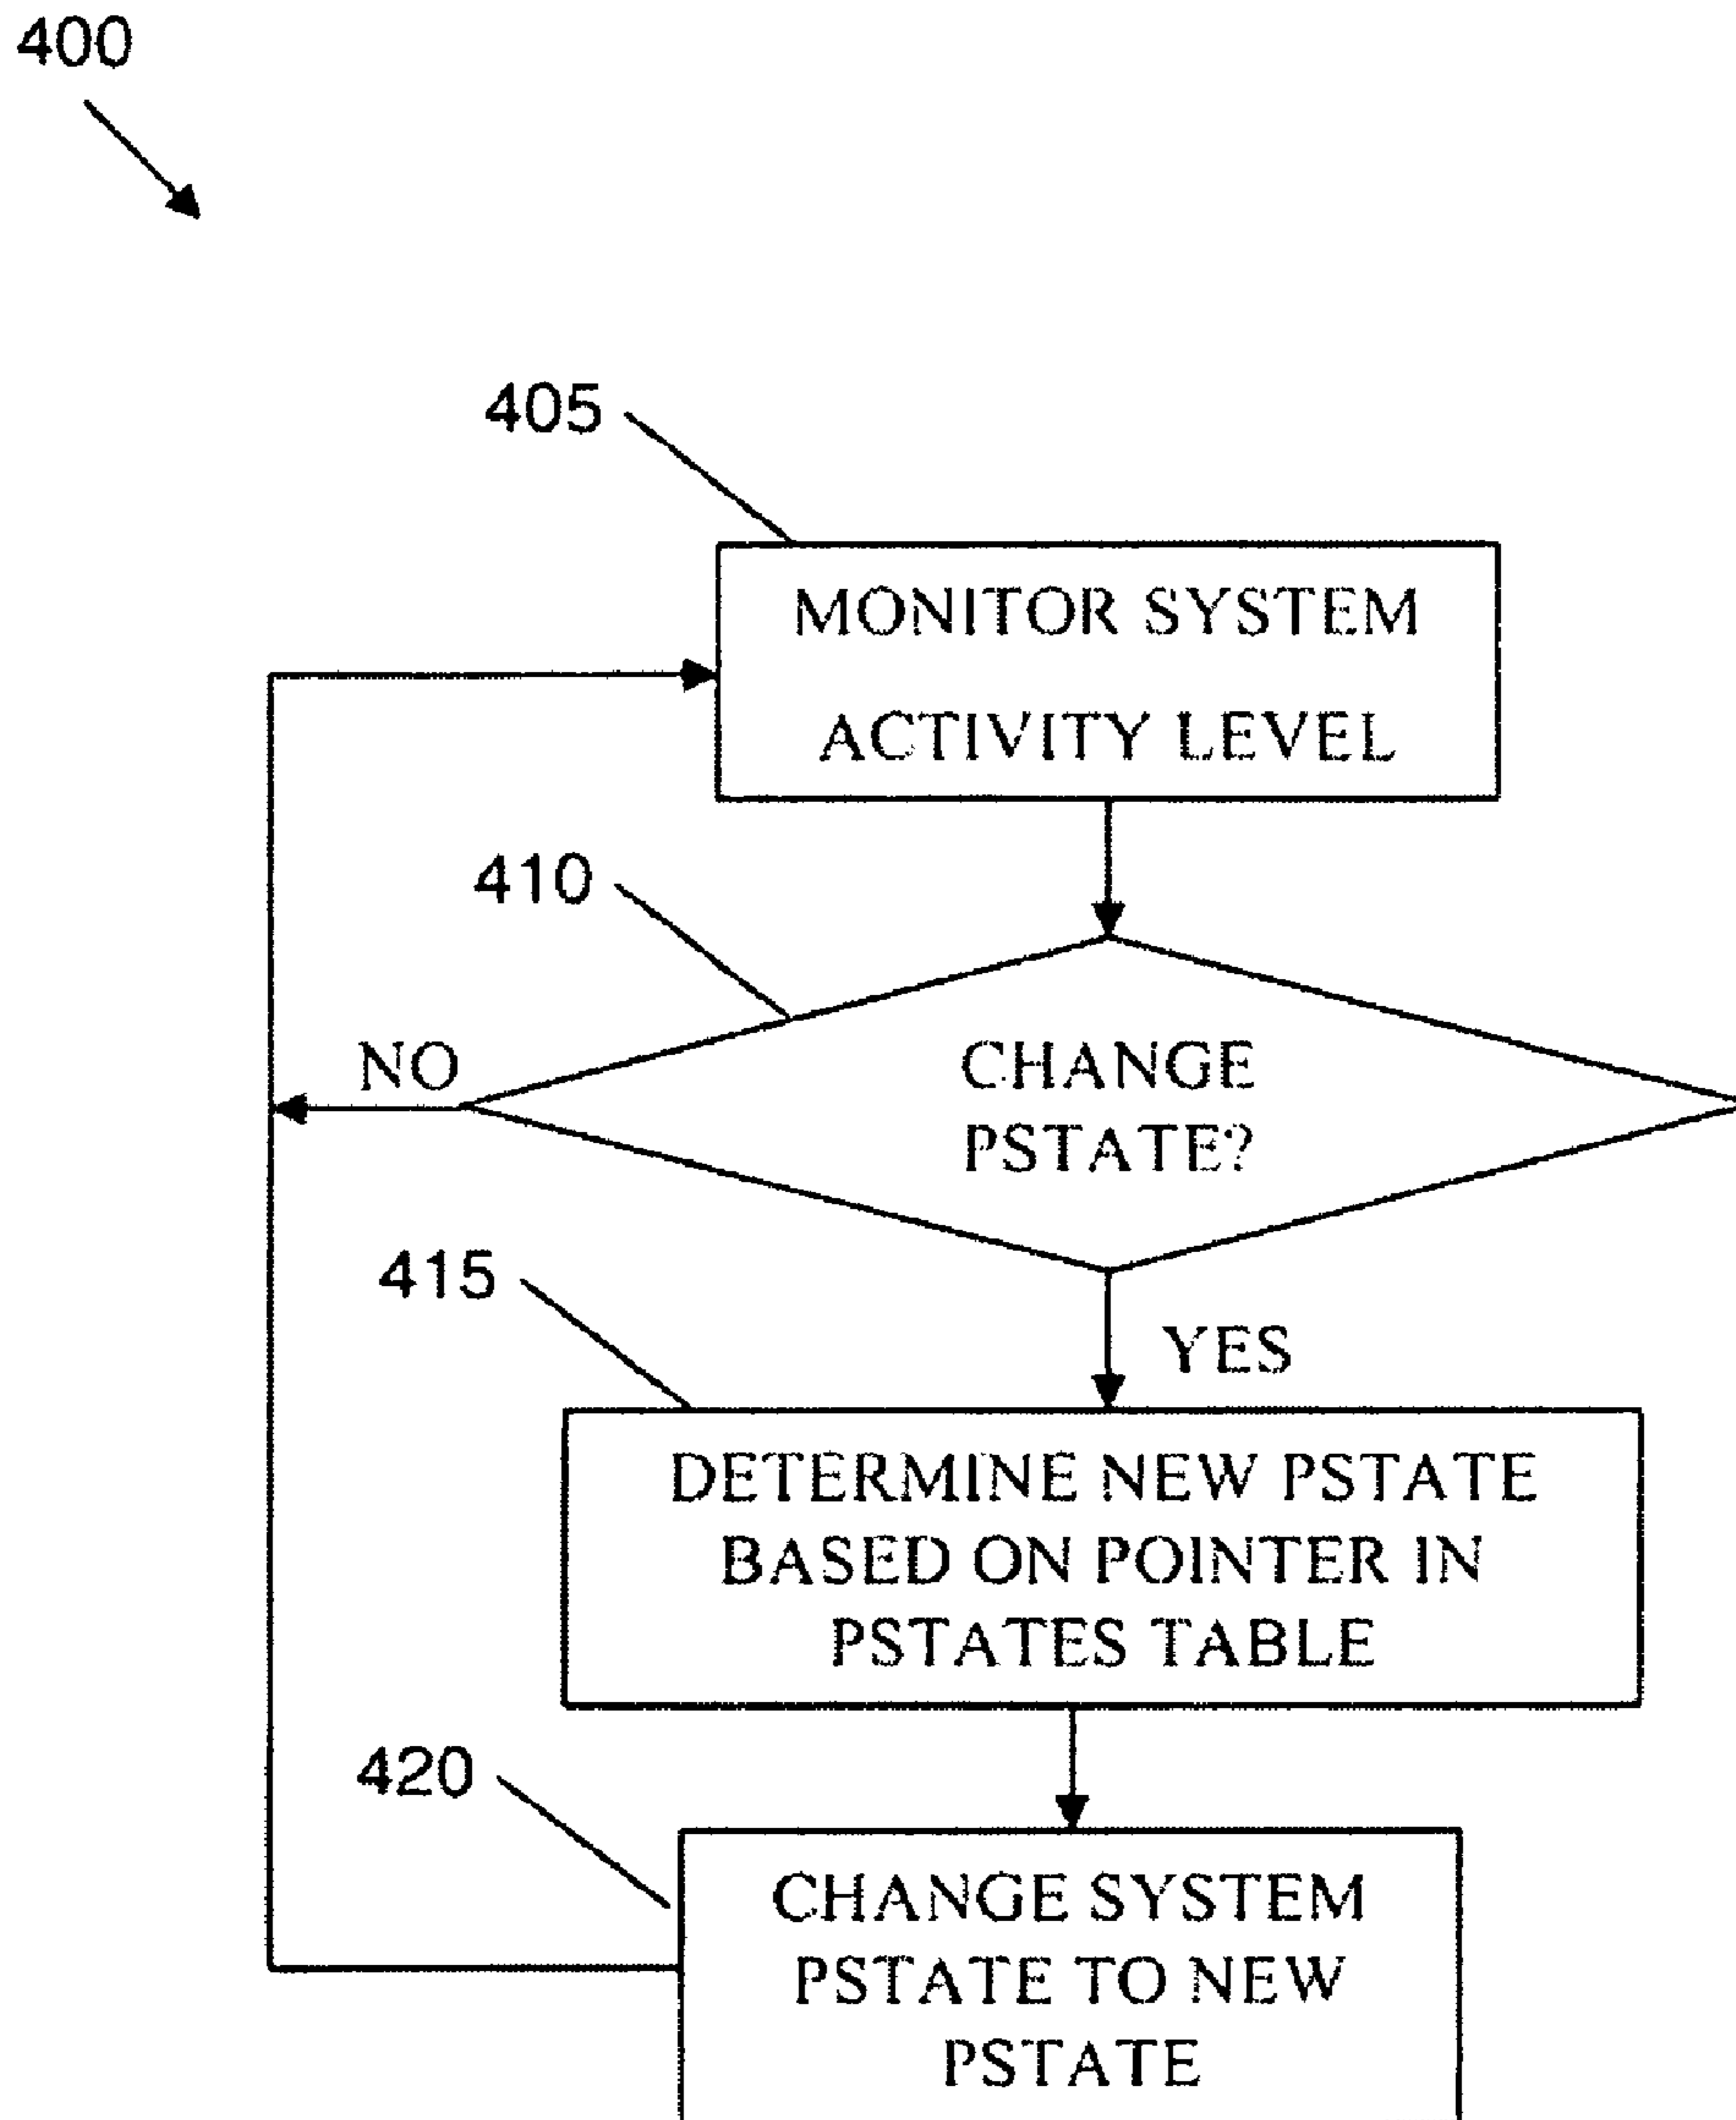 400
405
MONITOR SYSTEM
ACTIVITY LEVEL
410
NO
CHANGE
PSTATE?
415
YES
DETERMINE NEW PSTATE
BASED ON POINTER IN
PSTATES TABLE
420
CHANGE SYSTEM
PSTATE TO NEW
PSTATE